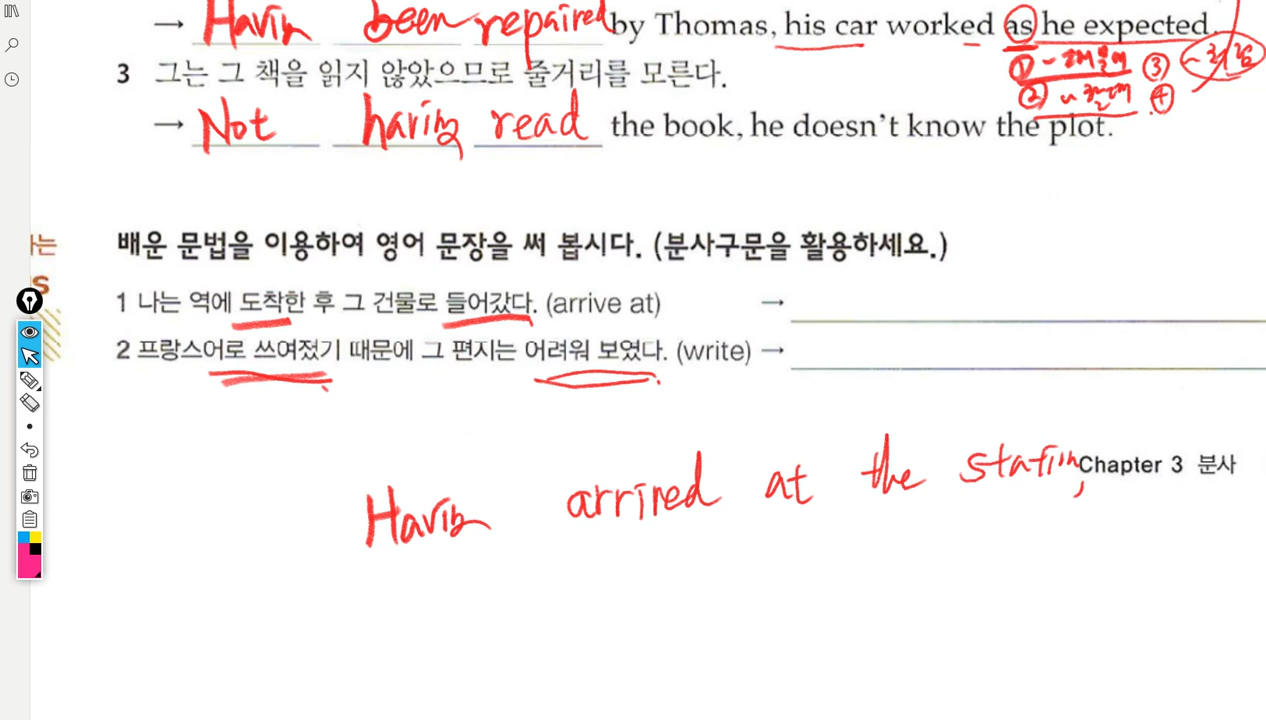 → Having been repaired by Thomas, his car worked as he expected.
① ~ 때문에 ③ ~처럼
② ~할때 ④
3 그는 그 책을 읽지 않았으므로 줄거리를 모른다.
→ Not having read the book, he doesn't know the plot.
는
s
배운 문법을 이용하여 영어 문장을 써 봅시다. (분사구문을 활용하세요.)
1 나는 역에 도착한 후 그 건물로 들어갔다. (arrive at) →
2 프랑스어로 쓰여졌기 때문에 그 편지는 어려워 보였다. (write) →
Having arrived at the station,
Chapter 3 분사